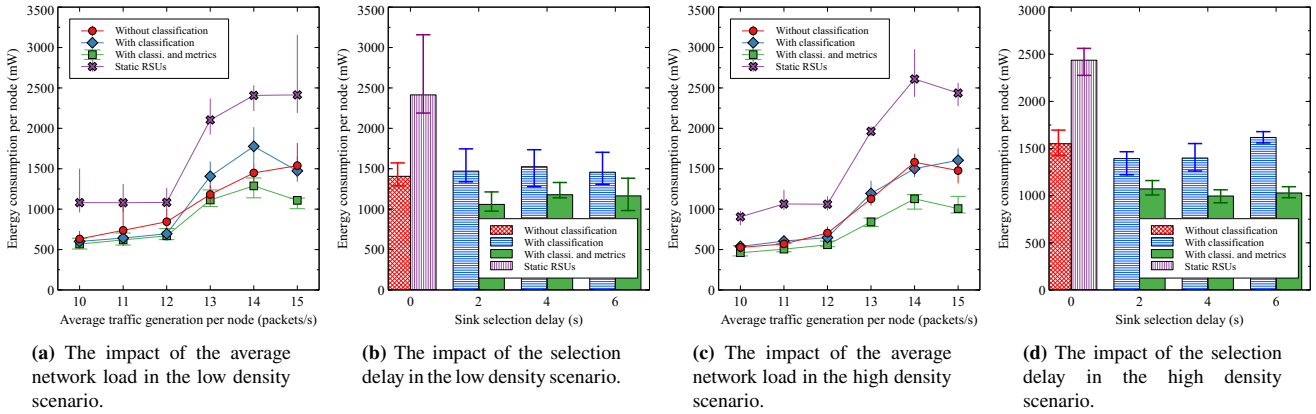 Energy consumption per node (mW)
3500
3000
2500
2000
1500
1000
500
0
Without classification
With classification
With classi. and metrics
Static RSUs
10 11 12 13 14 15
Average traffic generation per node (packets/s)
(a) The impact of the average
network load in the low density
scenario.
Energy consumption per node (mW)
3500
3000
2500
2000
1500
1000
500
0
Without classification
With classification
With classi. and metrics
Static RSUs
0 2 4 6
Sink selection delay (s)
(b) The impact of the selection
delay in the low density scenario.
Energy consumption per node (mW)
3500
3000
2500
2000
1500
1000
500
0
Without classification
With classification
With classi. and metrics
Static RSUs
10 11 12 13 14 15
Average traffic generation per node (packets/s)
(c) The impact of the average
network load in the high density
scenario.
Energy consumption per node (mW)
3000
2500
2000
1500
1000
500
0
Without classification
With classification
With classi. and metrics
Static RSUs
0 2 4 6
Sink selection delay (s)
(d) The impact of the selection
delay in the high density
scenario.